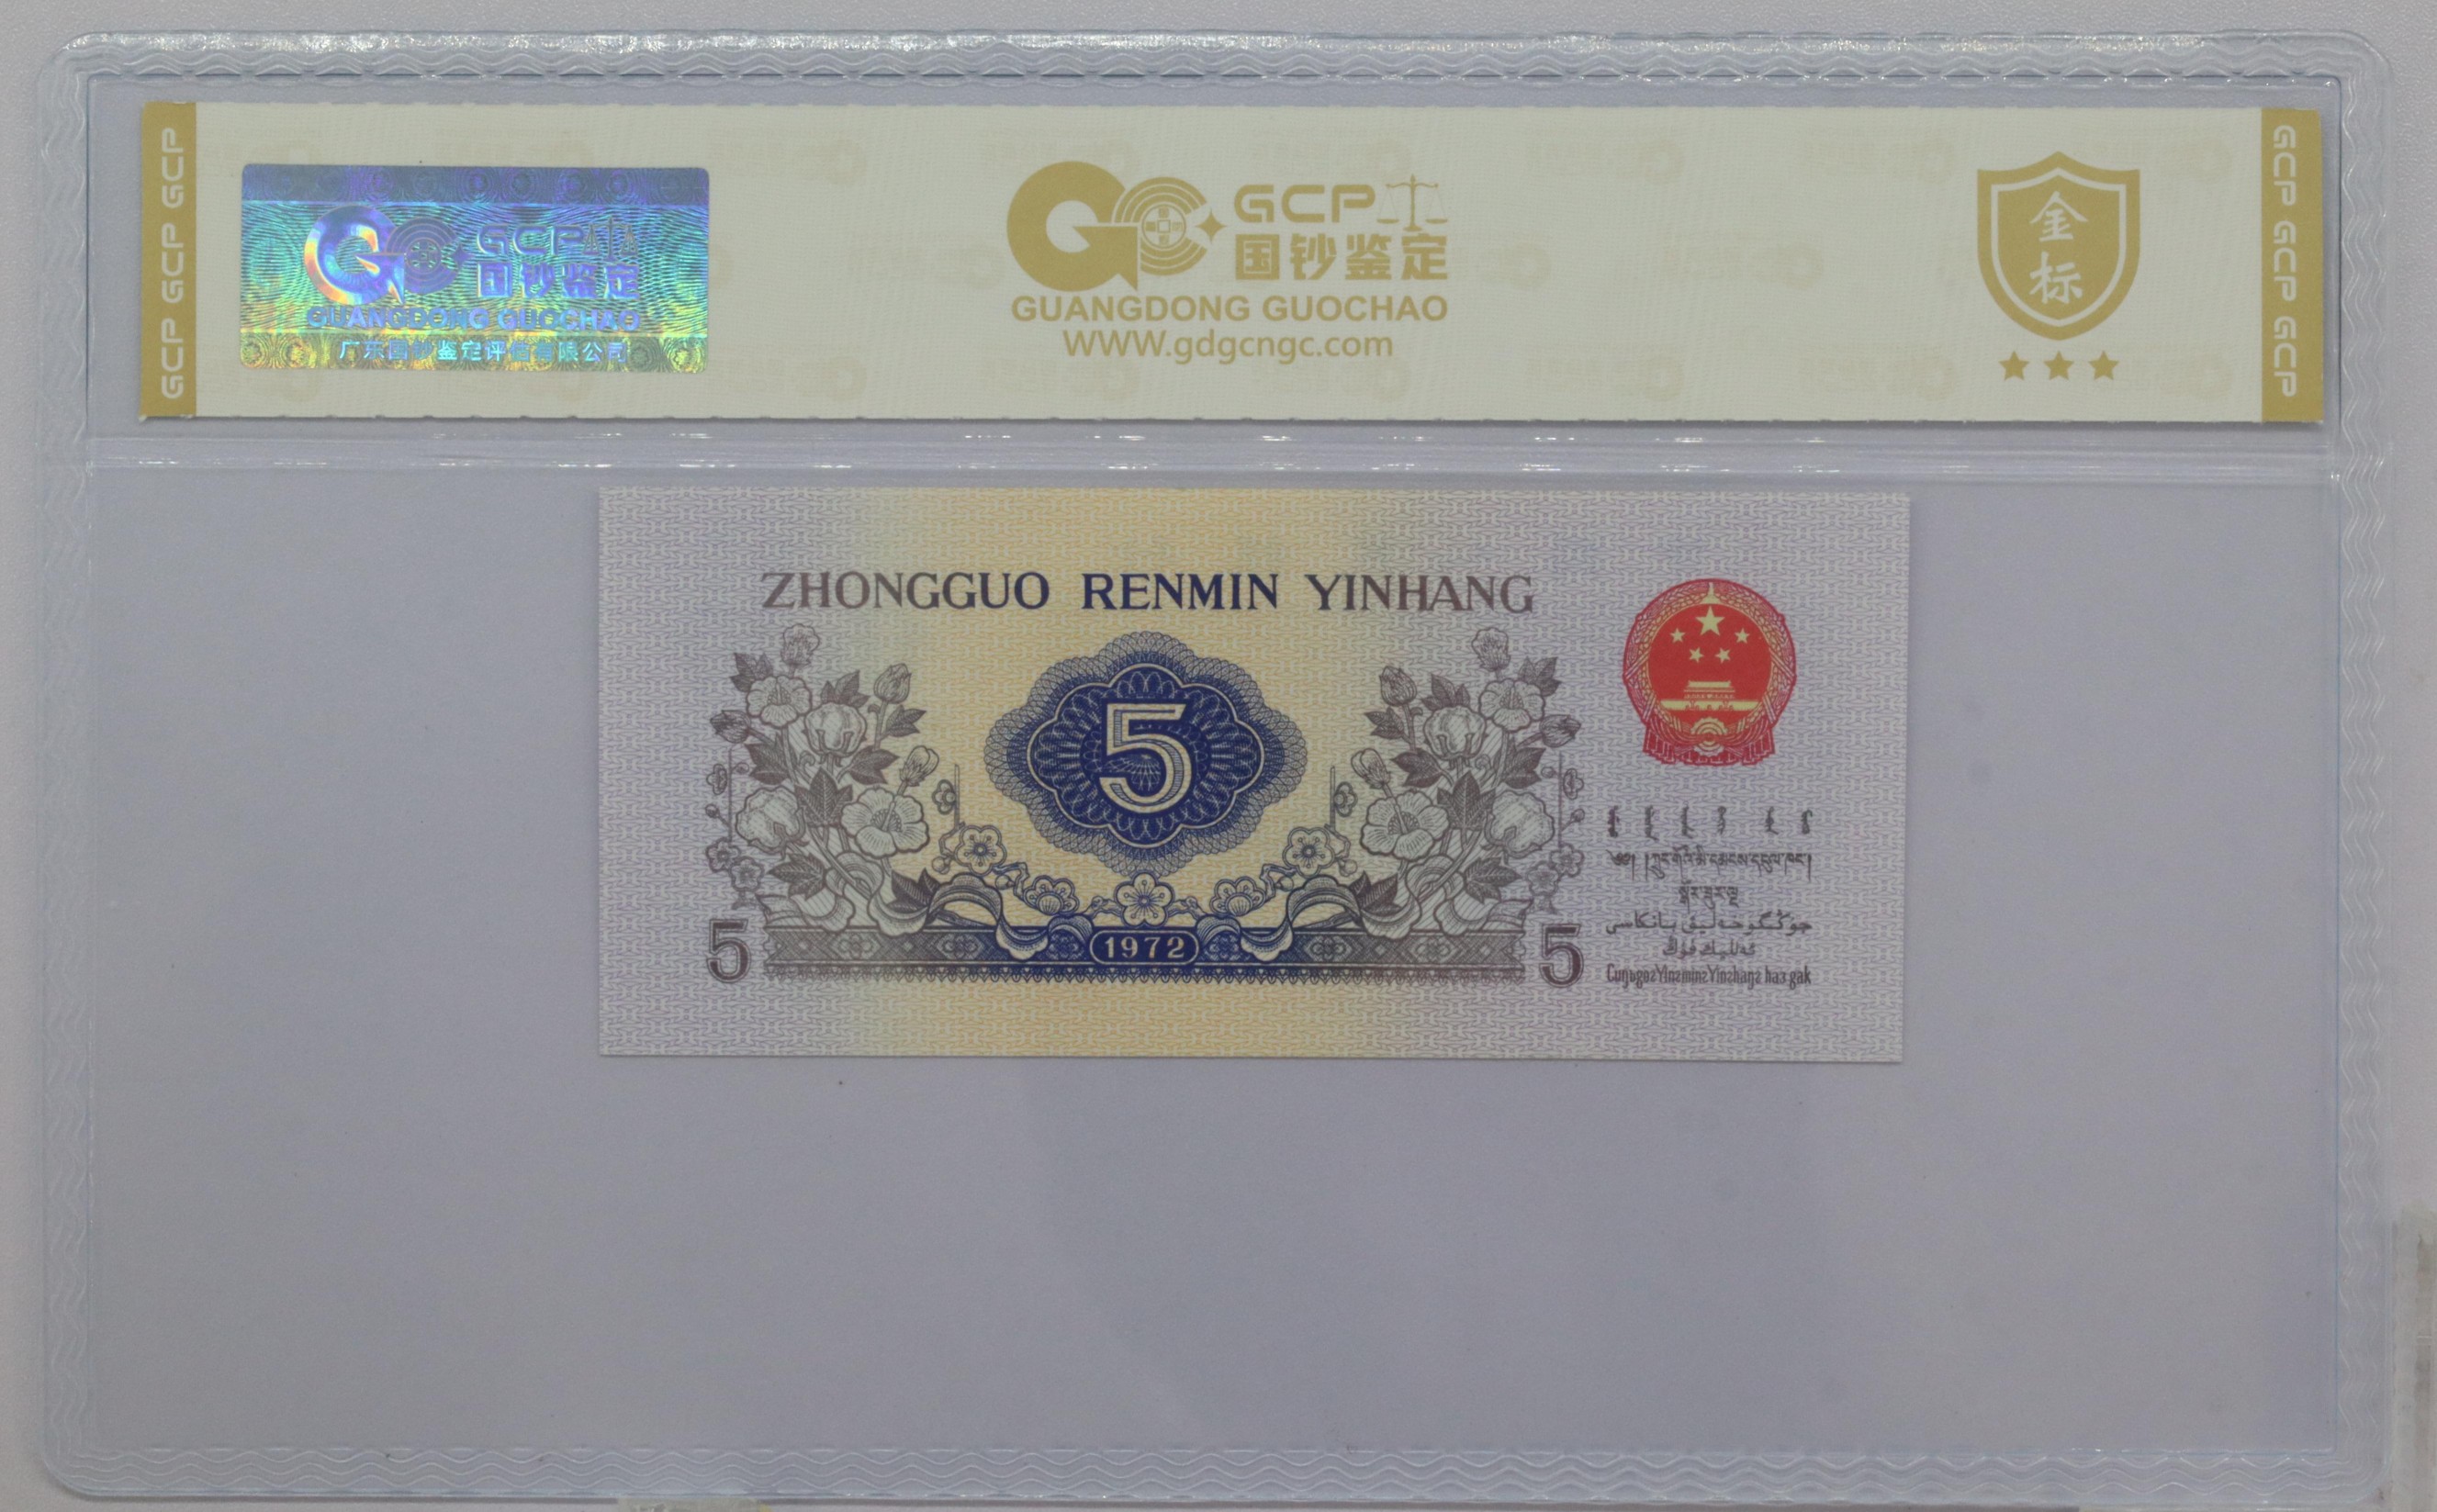 GCP GCP GCP
GCP
国钞鉴定
GUANGDONG GUOCHAO
广东国钞鉴定评估有限公司
GCP
国钞鉴定
GUANGDONG GUOCHAO
WWW.gdgcngc.com
金
标
GCP GCP GCP
ZHONGGUO RENMIN YINHANG
5
1972
5
5
جۇڭگوحەلىق بانكاسى